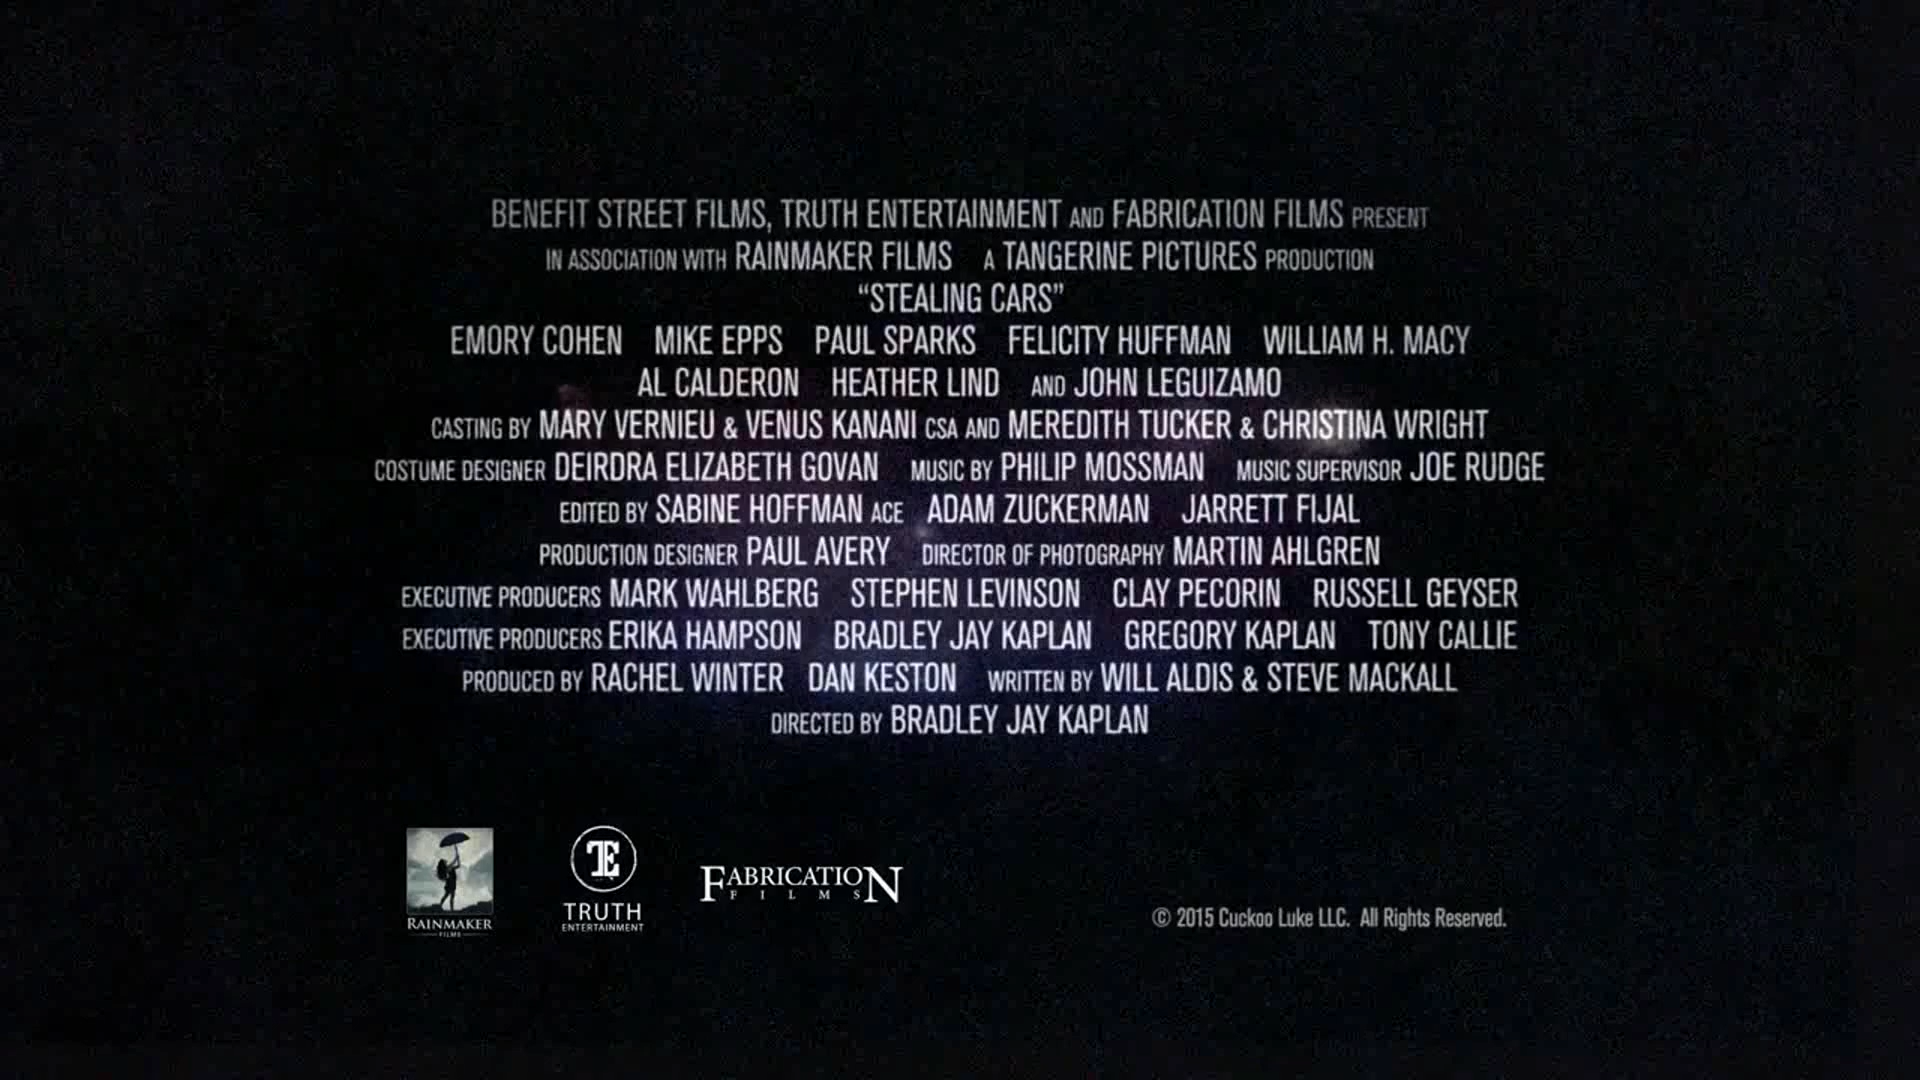 BENEFIT STREET FILMS, TRUTH ENTERTAINMENT AND FABRICATION FILMS PRESENT
IN ASSOCIATION WITH RAINMAKER FILMS A TANGERINE PICTURES PRODUCTION
“STEALING CARS”
EMORY COHEN MIKE EPPS PAUL SPARKS FELICITY HUFFMAN WILLIAM H. MACY
AL CALDERON HEATHER LIND AND JOHN LEGUIZAMO
CASTING BY MARY VERNIEU & VENUS KANANI CSA AND MEREDITH TUCKER & CHRISTINA WRIGHT
COSTUME DESIGNER DEIRDRA ELIZABETH GOVAN MUSIC BY PHILIP MOSSMAN MUSIC SUPERVISOR JOE RUDGE
EDITED BY SABINE HOFFMAN ACE ADAM ZUCKERMAN JARRETT FIJAL
PRODUCTION DESIGNER PAUL AVERY DIRECTOR OF PHOTOGRAPHY MARTIN AHLGREN
EXECUTIVE PRODUCERS MARK WAHLBERG STEPHEN LEVINSON CLAY PECORIN RUSSELL GEYSER
EXECUTIVE PRODUCERS ERIKA HAMPSON BRADLEY JAY KAPLAN GREGORY KAPLAN TONY CALLIE
PRODUCED BY RACHEL WINTER DAN KESTON WRITTEN BY WILL ALDIS & STEVE MACKALL
DIRECTED BY BRADLEY JAY KAPLAN
RAINMAKER
FILMS
TE
TRUTH
ENTERTAINMENT
FABRICATION
FILMS
© 2015 Cuckoo Luke LLC. All Rights Reserved.